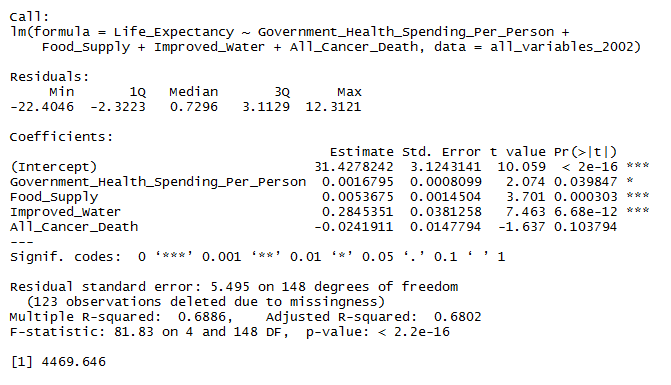 Call:
lm(formula = Life_Expectancy ~ Government_Health_Spending_Per_Person +
    Food_Supply + Improved_Water + All_Cancer_Death, data = all_variables_2002)
Residuals:
     Min       1Q   Median       3Q      Max
-22.4046  -2.3223   0.7296   3.1129  12.3121
Coefficients:
                                        Estimate Std. Error t value Pr(>|t|)
(Intercept)                           31.4278242  3.1243141  10.059  < 2e-16 ***
Government_Health_Spending_Per_Person  0.0016795  0.0008099   2.074 0.039847 *
Food_Supply                            0.0053675  0.0014504   3.701 0.000303 ***
Improved_Water                         0.2845351  0.0381258   7.463 6.68e-12 ***
All_Cancer_Death                      -0.0241911  0.0147794  -1.637 0.103794
---
Signif. codes:  0 ‘***’ 0.001 ‘**’ 0.01 ‘*’ 0.05 ‘.’ 0.1 ‘ ’ 1
Residual standard error: 5.495 on 148 degrees of freedom
  (123 observations deleted due to missingness)
Multiple R-squared:  0.6886,    Adjusted R-squared:  0.6802
F-statistic: 81.83 on 4 and 148 DF,  p-value: < 2.2e-16
[1] 4469.646